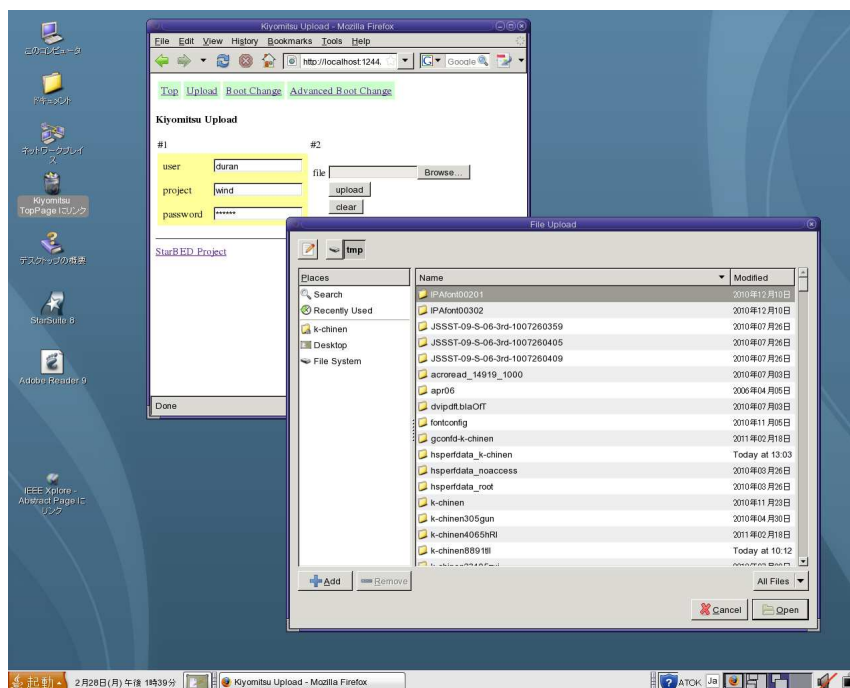 このコンピュータ
ドキュメント
ネットワークプレイ
ス
Kiyomitsu
TopPage にリンク
デスクトップの概要
StarSuite 8
Adobe Reader 9
IEEE Xplore -
Abstract Page に
リンク
Kiyomitsu Upload - Mozilla Firefox
File Edit View History Bookmarks Tools Help
http://localhost:1244. G Google
Top Upload Boot Change Advanced Boot Change
Kiyomitsu Upload
#1 #2
user duran
file Browse...
project wind upload
password ****** clear
StarBED Project
Done
File Upload
tmp
Places
Search
Recently Used
k-chinen
Desktop
File System
Name Modified
IPAfont00201 2010年12月10日
IPAfont00302 2010年12月10日
JSSST-09-S-06-3rd-1007260359 2010年07月26日
JSSST-09-S-06-3rd-1007260405 2010年07月26日
JSSST-09-S-06-3rd-1007260409 2010年07月26日
acroread_14919_1000 2010年07月03日
apr06 2006年04月05日
dvipdft.blaOfT 2010年07月03日
fontconfig 2010年11月05日
gconfd-k-chinen 2011年02月18日
hsperfdata_k-chinen Today at 13:03
hsperfdata_noaccess 2010年03月26日
hsperfdata_root 2010年03月26日
k-chinen 2010年11月23日
k-chinen305gun 2010年04月30日
k-chinen4065hRI 2011年02月18日
k-chinen8891tll Today at 10:12
Add Remove All Files
Cancel Open
起動 2月28日(月) 午後 1時39分 Kiyomitsu Upload - Mozilla Firefox ? ATOK Ja